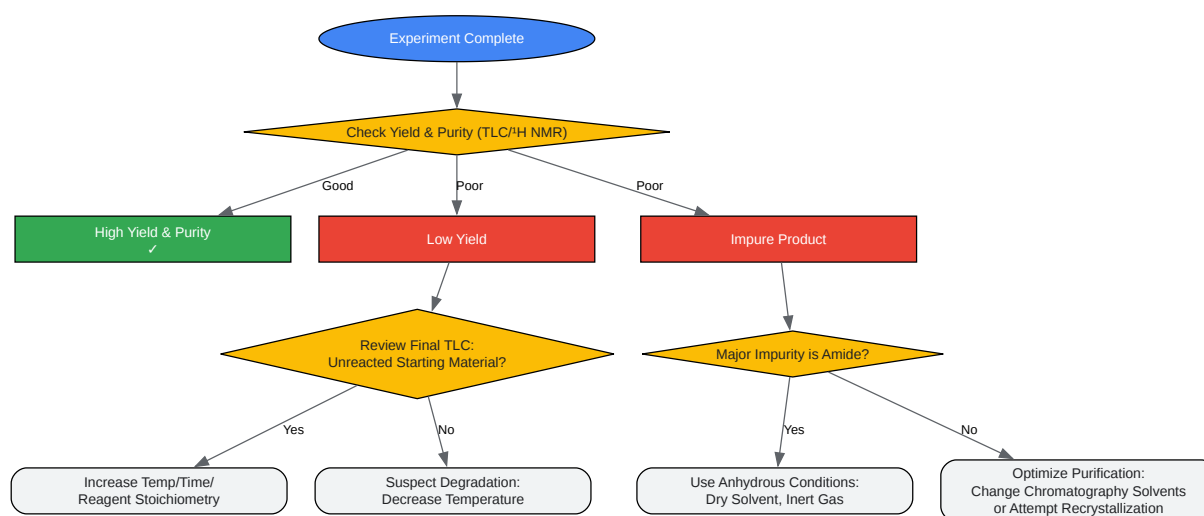 Experiment Complete
Check Yield & Purity (TLC/¹H NMR)
Good
Poor
Poor
High Yield & Purity
✓
Low Yield
Impure Product
Review Final TLC:
Unreacted Starting Material?
Major Impurity is Amide?
Yes
No
Yes
No
Increase Temp/Time/
Reagent Stoichiometry
Suspect Degradation:
Decrease Temperature
Use Anhydrous Conditions:
Dry Solvent, Inert Gas
Optimize Purification:
Change Chromatography Solvents
or Attempt Recrystallization